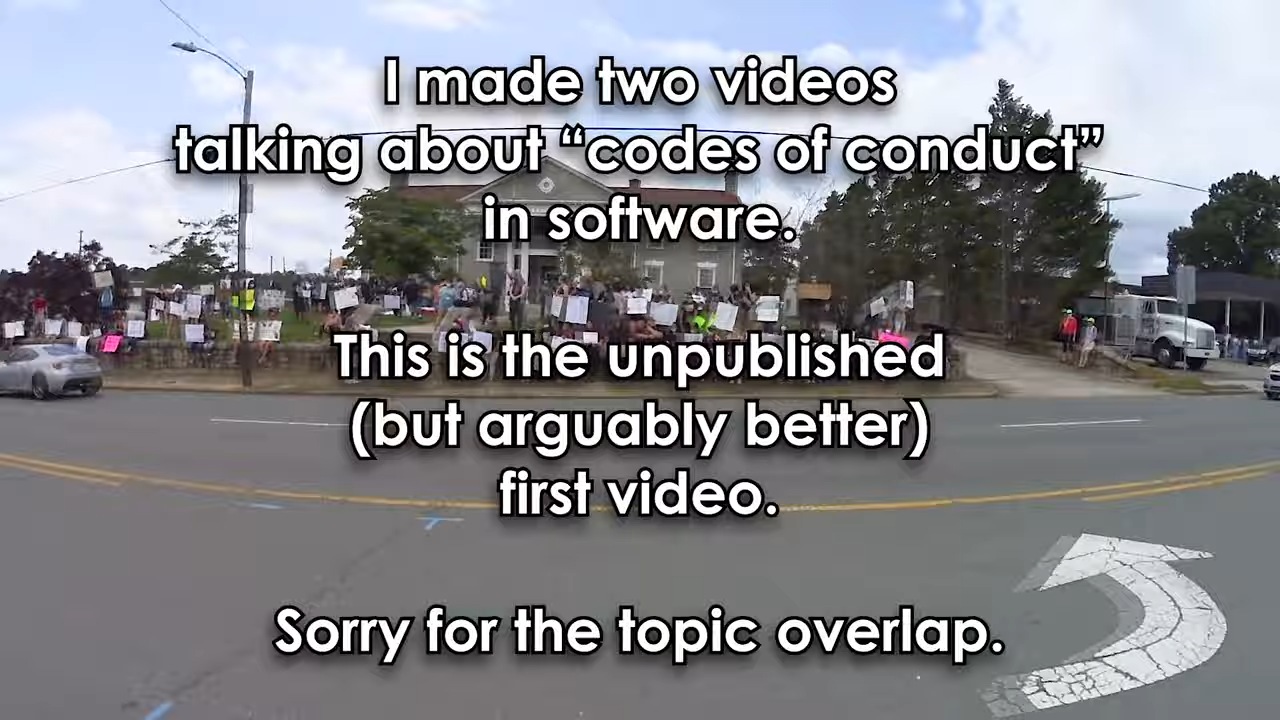 I made two videos
talking about “codes of conduct”
in software.
This is the unpublished
(but arguably better)
first video.
Sorry for the topic overlap.